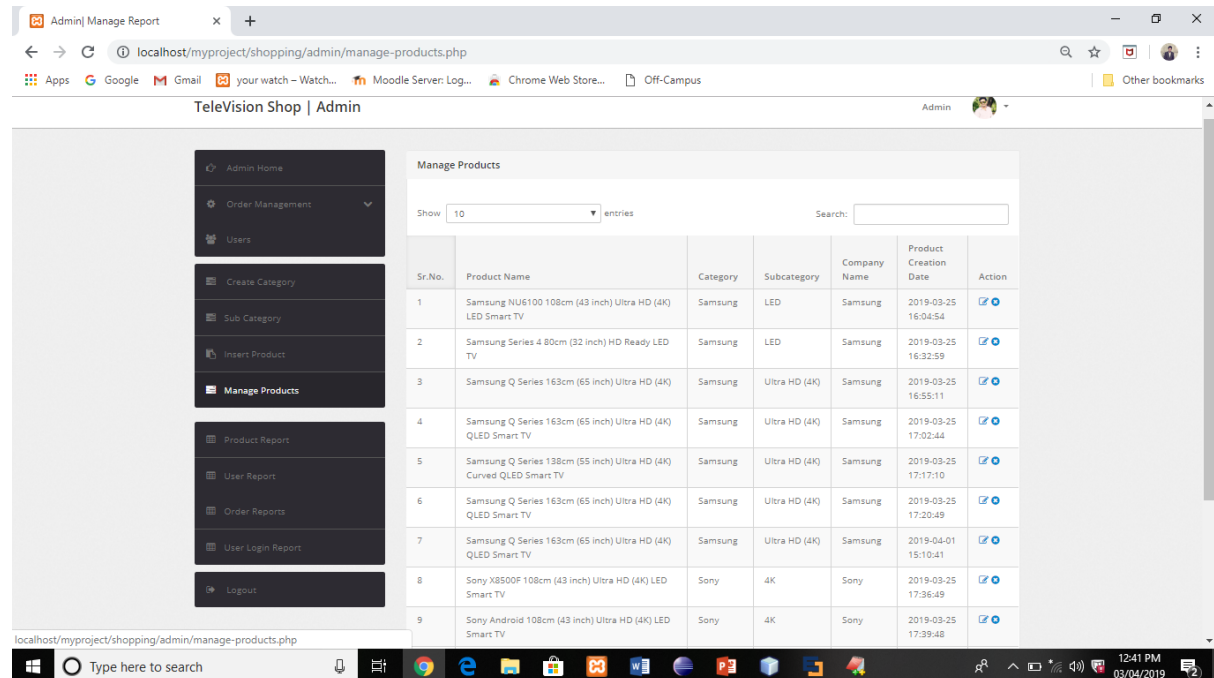 Admin| Manage Report
localhost/myproject/shopping/admin/manage-products.php
Apps Google Gmail your watch – Watch... Moodle Server: Log... Chrome Web Store... Off-Campus Other bookmarks
TeleVision Shop | Admin
Admin
Admin Home
Order Management
Users
Create Category
Sub Category
Insert Product
Manage Products
Product Report
User Report
Order Reports
User Login Report
Logout
Manage Products
Show 10 entries Search:
Sr.No. Product Name Category Subcategory Company Name Product Creation Date Action
1 Samsung NU6100 108cm (43 inch) Ultra HD (4K) LED Smart TV Samsung LED Samsung 2019-03-25 16:04:54
2 Samsung Series 4 80cm (32 inch) HD Ready LED TV Samsung LED Samsung 2019-03-25 16:32:59
3 Samsung Q Series 163cm (65 inch) Ultra HD (4K) Samsung Ultra HD (4K) Samsung 2019-03-25 16:55:11
4 Samsung Q Series 163cm (65 inch) Ultra HD (4K) QLED Smart TV Samsung Ultra HD (4K) Samsung 2019-03-25 17:02:44
5 Samsung Q Series 138cm (55 inch) Ultra HD (4K) Curved QLED Smart TV Samsung Ultra HD (4K) Samsung 2019-03-25 17:17:10
6 Samsung Q Series 163cm (65 inch) Ultra HD (4K) QLED Smart TV Samsung Ultra HD (4K) Samsung 2019-03-25 17:20:49
7 Samsung Q Series 163cm (65 inch) Ultra HD (4K) QLED Smart TV Samsung Ultra HD (4K) Samsung 2019-04-01 15:10:41
8 Sony X8500F 108cm (43 inch) Ultra HD (4K) LED Smart TV Sony 4K Sony 2019-03-25 17:36:49
9 Sony Android 108cm (43 inch) Ultra HD (4K) LED Smart TV Sony 4K Sony 2019-03-25 17:39:48
localhost/myproject/shopping/admin/manage-products.php
Type here to search
12:41 PM
03/04/2019
2